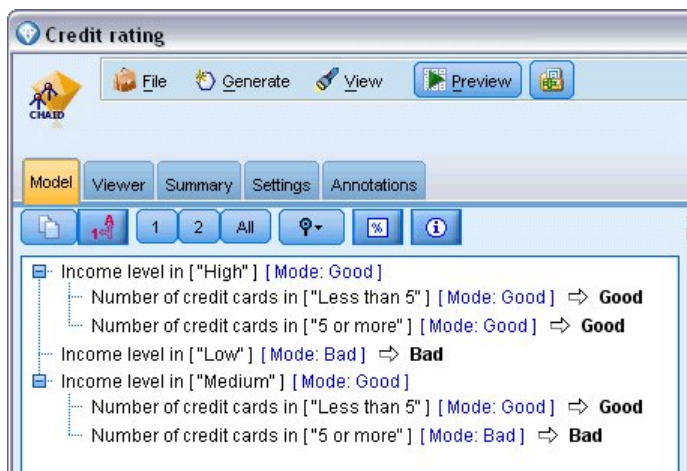 Credit rating
CHAID
File Generate View Preview
Model Viewer Summary Settings Annotations
1 2 All %
Income level in ["High"] [Mode: Good]
Number of credit cards in ["Less than 5"] [Mode: Good] ⇨ Good
Number of credit cards in ["5 or more"] [Mode: Good] ⇨ Good
Income level in ["Low"] [Mode: Bad] ⇨ Bad
Income level in ["Medium"] [Mode: Good]
Number of credit cards in ["Less than 5"] [Mode: Good] ⇨ Good
Number of credit cards in ["5 or more"] [Mode: Bad] ⇨ Bad